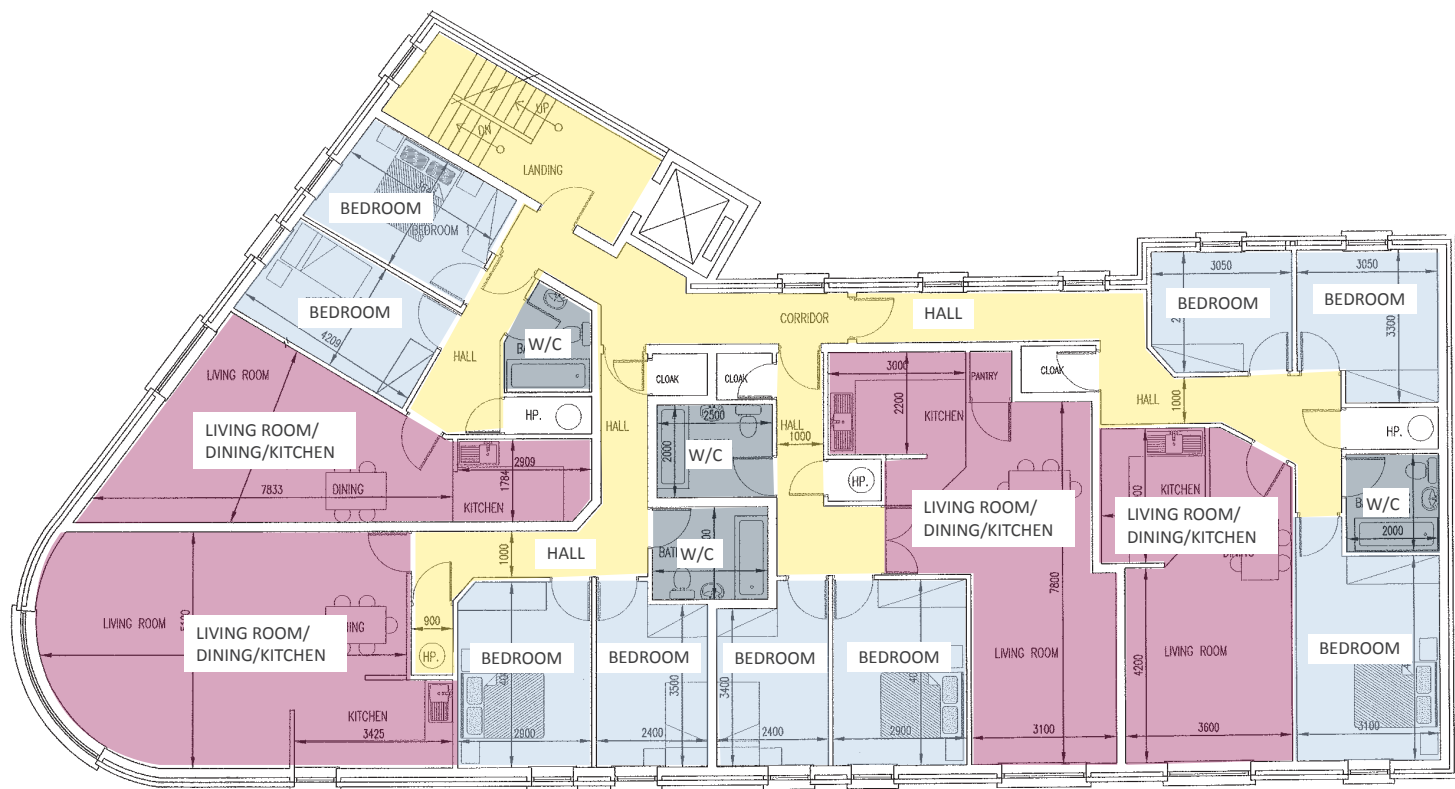 UP
DN
LANDING
BEDROOM
BEDROOM 1
BEDROOM
4209
LIVING ROOM
LIVING ROOM/
DINING/KITCHEN
7833
DINING
KITCHEN
2909
1784
HALL
W/C
HP.
CORRIDOR
HALL
CLOAK
CLOAK
HALL
2500
2000
W/C
HALL
1000
HP.
3000
2200
KITCHEN
PANTRY
CLOAK
3050
BEDROOM
3050
BEDROOM
3300
HALL
1000
HP.
W/C
2000
LIVING ROOM/
DINING/KITCHEN
7800
LIVING ROOM
3100
KITCHEN
LIVING ROOM/
DINING/KITCHEN
DINING
4200
LIVING ROOM
3600
BEDROOM
3100
HALL
1000
W/C
LIVING ROOM
LIVING ROOM/
DINING/KITCHEN
900
HP.
KITCHEN
3425
BEDROOM
2900
BEDROOM
3500
2400
BEDROOM
3400
2400
BEDROOM
2900